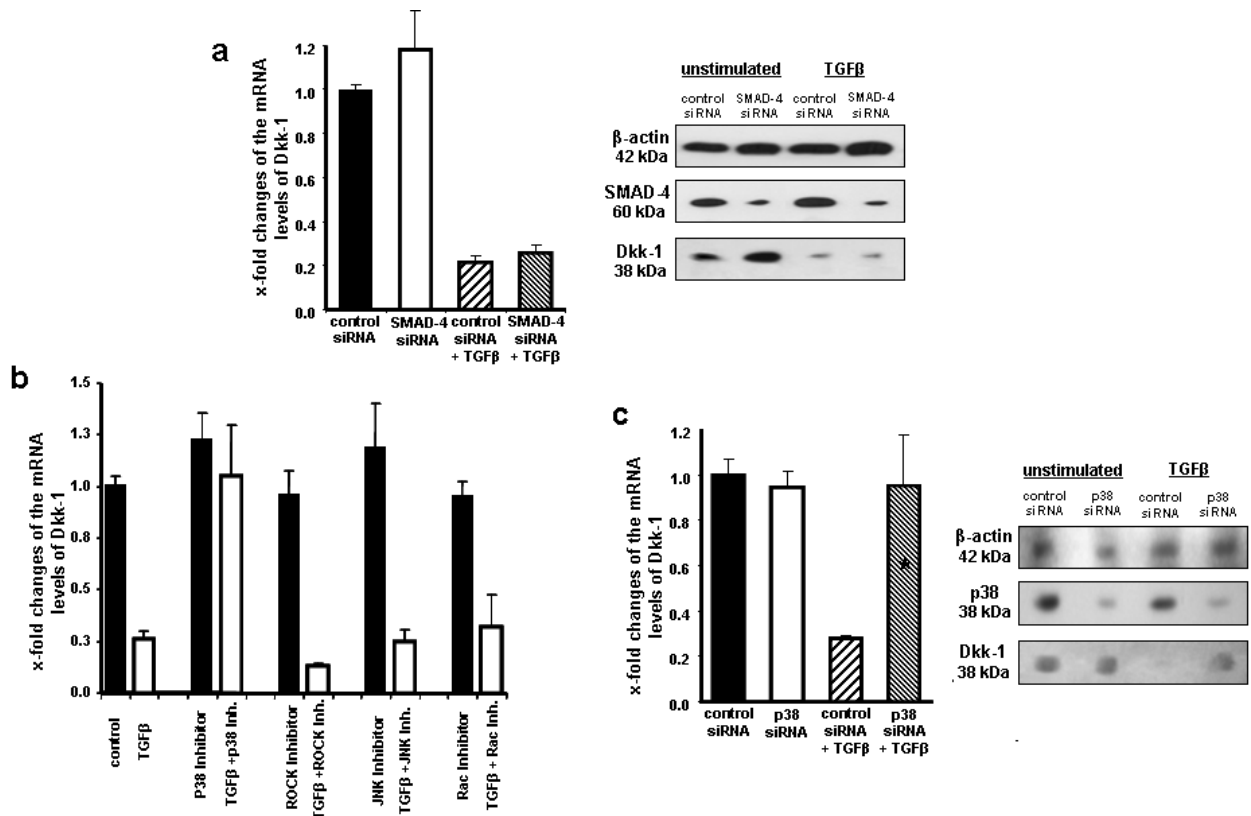 a
x-fold changes of the mRNA
levels of Dkk-1
1.2
1.0
0.8
0.6
0.4
0.2
0.0
control
siRNA
SMAD-4
siRNA
control
siRNA
+ TGFβ
SMAD-4
siRNA
+ TGFβ
unstimulated TGFβ
control
siRNA
SMAD-4
siRNA
control
siRNA
SMAD-4
siRNA
β-actin
42 kDa
SMAD-4
60 kDa
Dkk-1
38 kDa
b
x-fold changes of the mRNA
levels of Dkk-1
1.5
1.3
1.0
0.8
0.5
0.3
0.0
control
TGFβ
P38 Inhibitor
TGFβ +p38 Inh.
ROCK Inhibitor
TGFβ +ROCK Inh.
JNK Inhibitor
TGFβ +JNK Inh.
Rac Inhibitor
TGFβ + Rac Inh.
c
x-fold changes of the mRNA
levels of Dkk-1
1.2
1.0
0.8
0.6
0.4
0.2
0.0
*
control
siRNA
p38
siRNA
control
siRNA
+ TGFβ
p38
siRNA
+ TGFβ
unstimulated TGFβ
control
siRNA
p38
siRNA
control
siRNA
p38
siRNA
β-actin
42 kDa
p38
38 kDa
Dkk-1
38 kDa